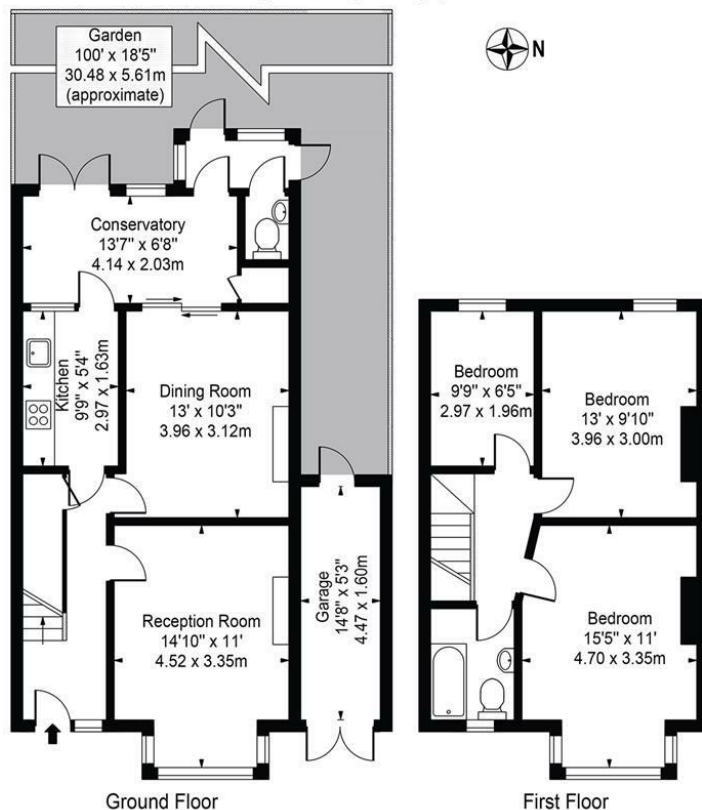 Garden
100' x 18'5"
30.48 x 5.61m
(approximate)
N
Conservatory
13'7" x 6'8"
4.14 x 2.03m
Kitchen
9'9" x 5'4"
2.97 x 1.63m
Dining Room
13' x 10'3"
3.96 x 3.12m
Reception Room
14'10" x 11'
4.52 x 3.35m
Garage
14'8" x 5'3"
4.47 x 1.60m
Ground Floor
Bedroom
9'9" x 6'5"
2.97 x 1.96m
Bedroom
13' x 9'10"
3.96 x 3.00m
Bedroom
15'5" x 11'
4.70 x 3.35m
First Floor